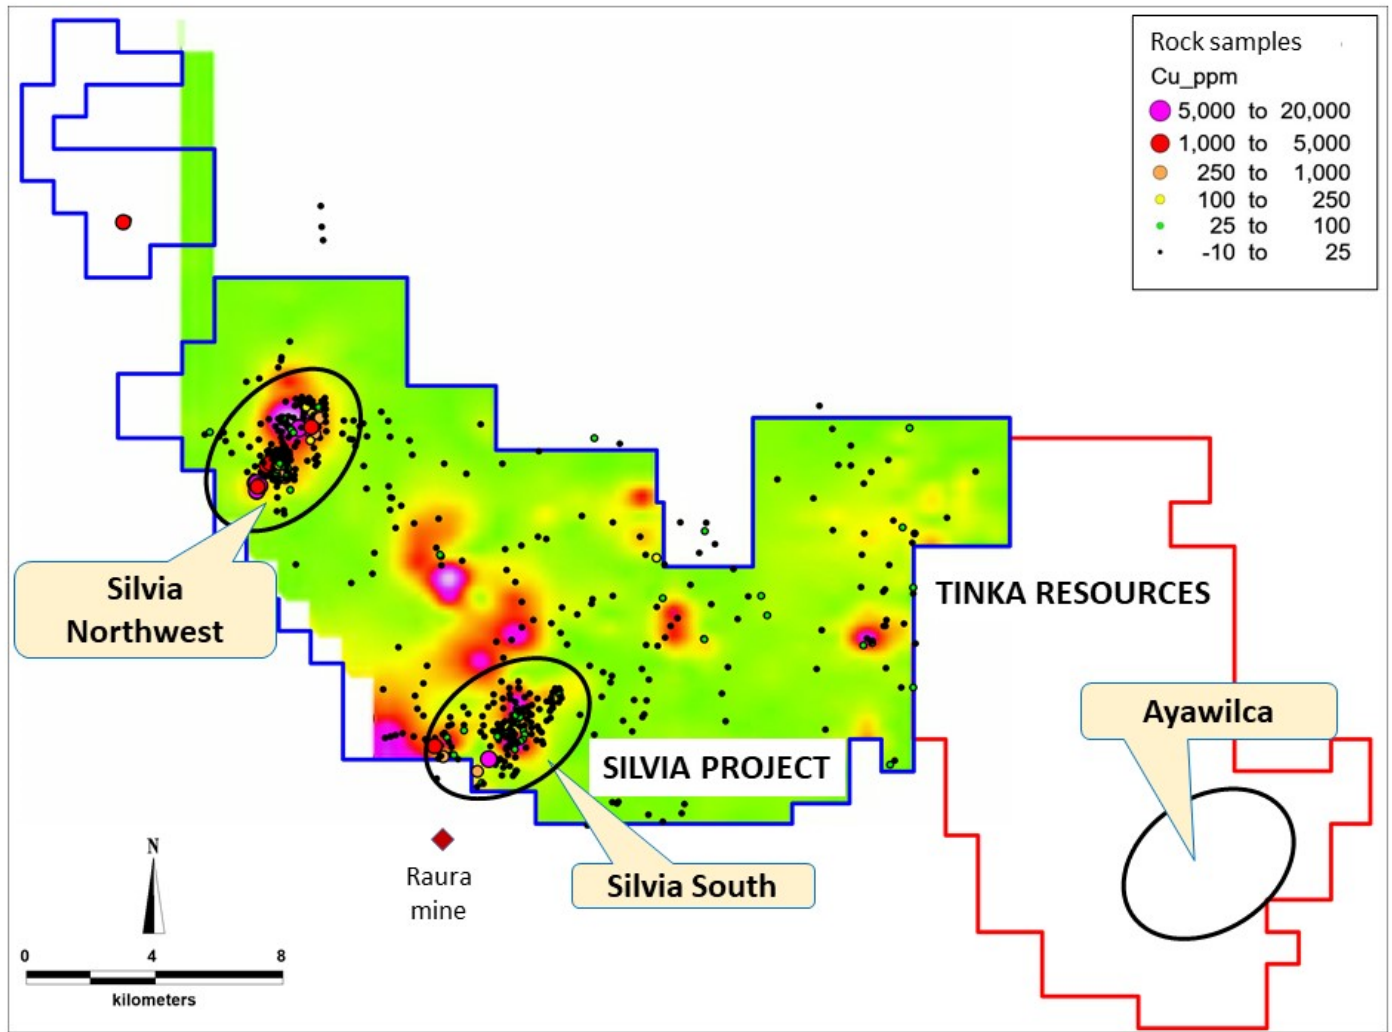 Rock samples
Cu_ppm
5,000 to 20,000
1,000 to 5,000
250 to 1,000
100 to 250
25 to 100
-10 to 25
Silvia
Northwest
TINKA RESOURCES
Ayawilca
SILVIA PROJECT
Silvia South
Raura
mine
N
0 4 8
kilometers